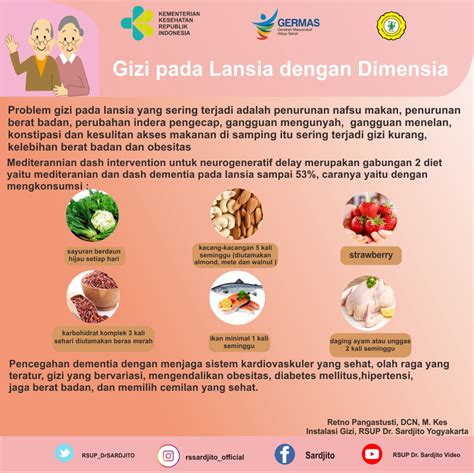 KEMENTERIAN
KESEHATAN
REPUBLIK
INDONESIA
GERMAS
Gerakan Masyarakat
Hidup Sehat
Gizi pada Lansia dengan Dimensia
Problem gizi pada lansia yang sering terjadi adalah penurunan nafsu makan, penurunan
berat badan, perubahan indera pengecap, gangguan mengunyah, gangguan menelan,
konstipasi dan kesulitan akses makanan di samping itu sering terjadi gizi kurang,
kelebihan berat badan dan obesitas
Mediterannian dash intervention untuk neurogeneratif delay merupakan gabungan 2 diet
yaitu mediteranian dan dash dementia pada lansia sampai 53%, caranya yaitu dengan
mengkonsumsi :
sayuran berdaun
hijau setiap hari
kacang-kacangan 5 kali
seminggu (diutamakan
almond, mete dan walnut )
strawberry
karbohidrat komplek 3 kali
sehari diutamakan beras merah
ikan minimal 1 kali
seminggu
daging ayam atau unggas
2 kali seminggu
Pencegahan dementia dengan menjaga sistem kardiovaskuler yang sehat, olah raga yang
teratur, gizi yang bervariasi, mengendalikan obesitas, diabetes mellitus,hipertensi,
jaga berat badan, dan memilih cemilan yang sehat.
Retno Pangastusti, DCN, M. Kes
Instalasi Gizi, RSUP Dr. Sardjito Yogyakarta
RSUP_DrSARDJITO
rssardjito_official
Sardjito
RSUP Dr. Sardjito Video